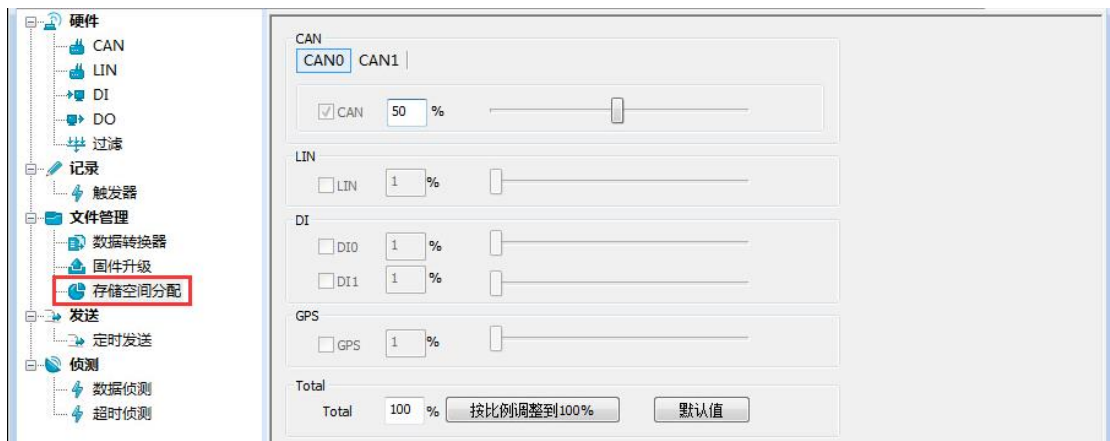 硬件
CAN
LIN
DI
DO
过滤
记录
触发器
文件管理
数据转换器
固件升级
存储空间分配
发送
定时发送
侦测
数据侦测
超时侦测
CAN
CAN0 CAN1
CAN 50 %
LIN
LIN 1 %
DI
DI0 1 %
DI1 1 %
GPS
GPS 1 %
Total
Total 100 % 按比例调整到100% 默认值